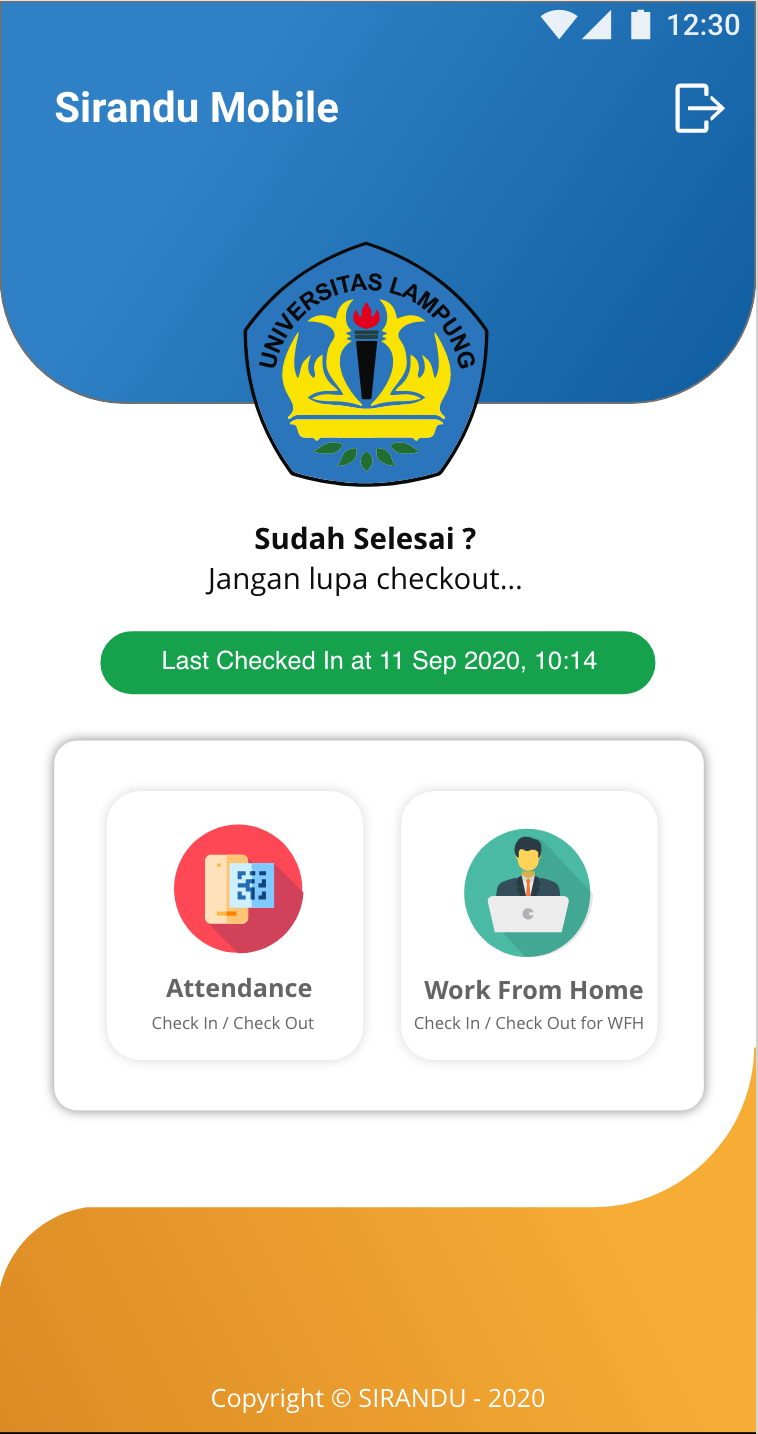 12:30
Sirandu Mobile
UNIVERSITAS LAMPUNG
Sudah Selesai ?
Jangan lupa checkout...
Last Checked In at 11 Sep 2020, 10:14
Attendance
Check In / Check Out
Work From Home
Check In / Check Out for WFH
Copyright © SIRANDU - 2020